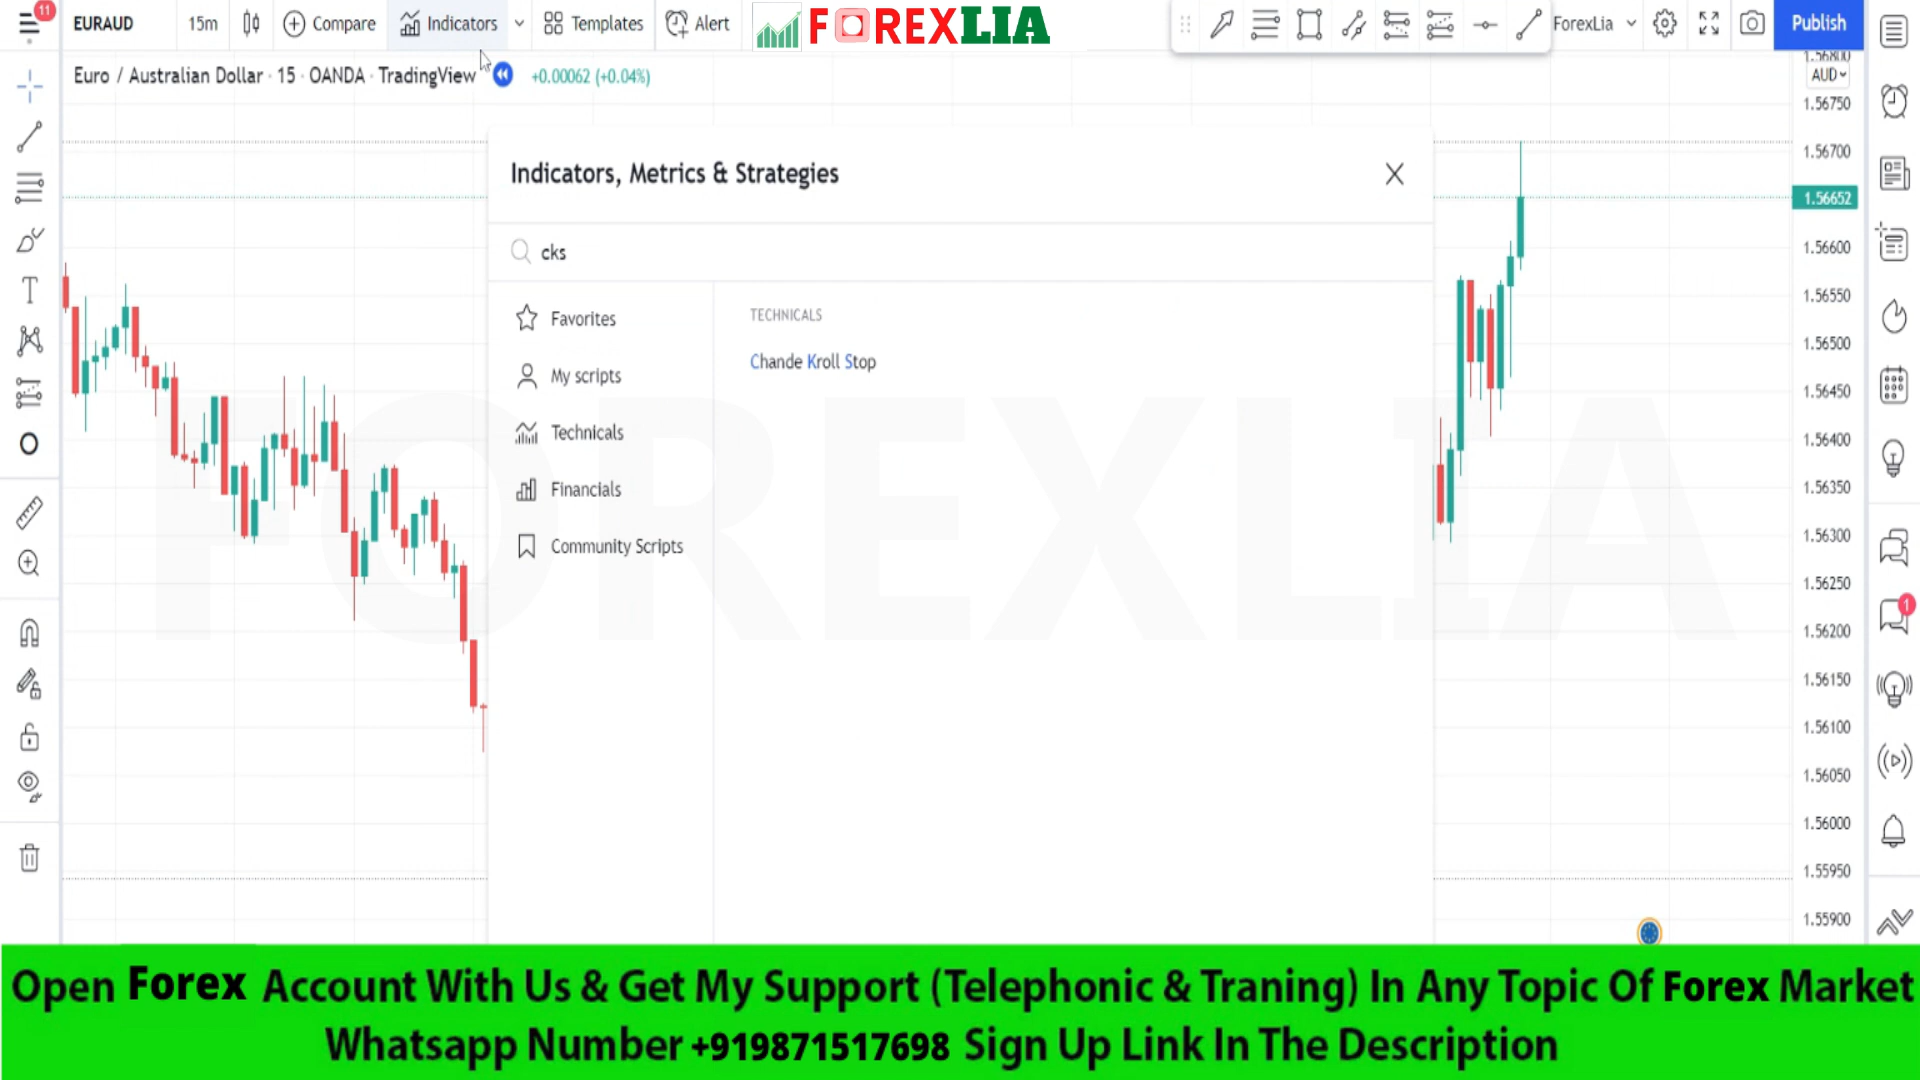 11
EURAUD
15m
Compare
Indicators
Templates
Alert
FOREXLIA
ForexLia
Publish
Euro / Australian Dollar · 15 · OANDA · TradingView
+0.00062 (+0.04%)
1.56800
AUD
1.56750
1.56700
1.56652
1.56600
1.56550
1.56500
1.56450
1.56400
1.56350
1.56300
1.56250
1.56200
1.56150
1.56100
1.56050
1.56000
1.55950
1.55900
1
Indicators, Metrics & Strategies
cks
Favorites
My scripts
Technicals
Financials
Community Scripts
TECHNICALS
Chande Kroll Stop
FOREXLIA
Open Forex Account With Us & Get My Support (Telephonic & Traning) In Any Topic Of Forex Market
Whatsapp Number +919871517698 Sign Up Link In The Description